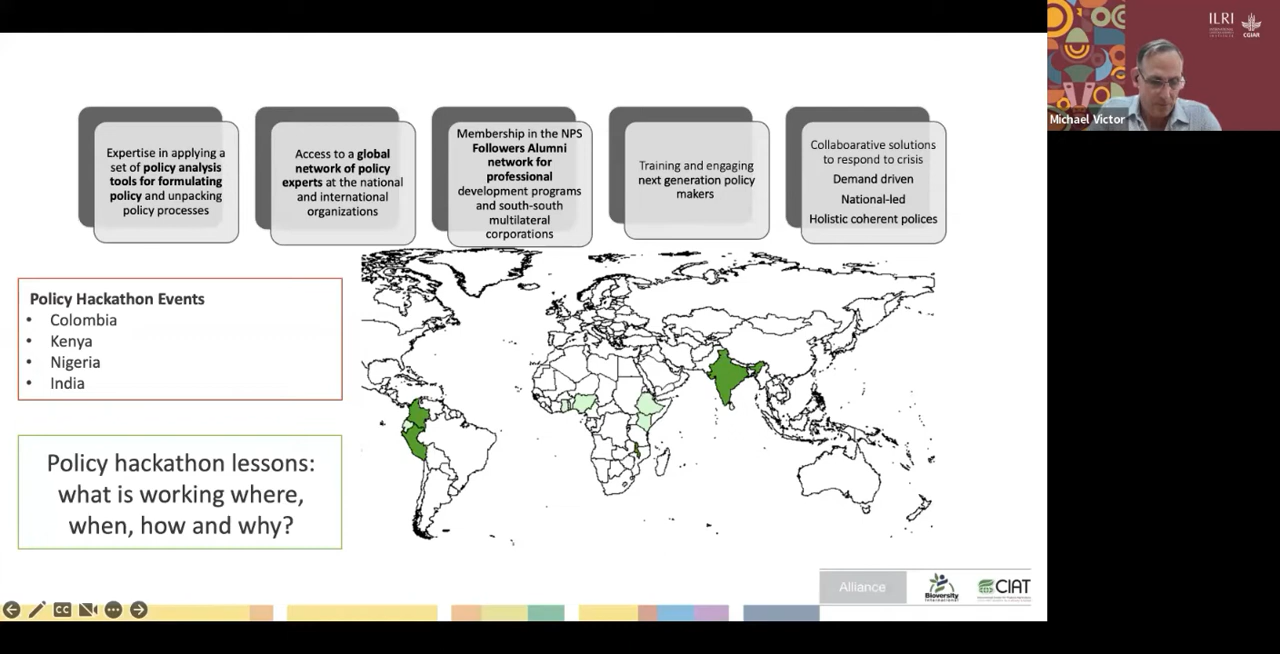 ILRI
CGIAR
Michael Victor
Expertise in applying a
set of policy analysis
tools for formulating
policy and unpacking
policy processes
Access to a global
network of policy
experts at the national
and international
organizations
Membership in the NPS
Followers Alumni
network for
professional
development programs
and south-south
multilateral
corporations
Training and engaging
next generation policy
makers
Collaboarative solutions
to respond to crisis
Demand driven
National-led
Holistic coherent polices
Policy Hackathon Events
• Colombia
• Kenya
• Nigeria
• India
Policy hackathon lessons:
what is working where,
when, how and why?
Alliance
Bioversity
International
CIAT
CC